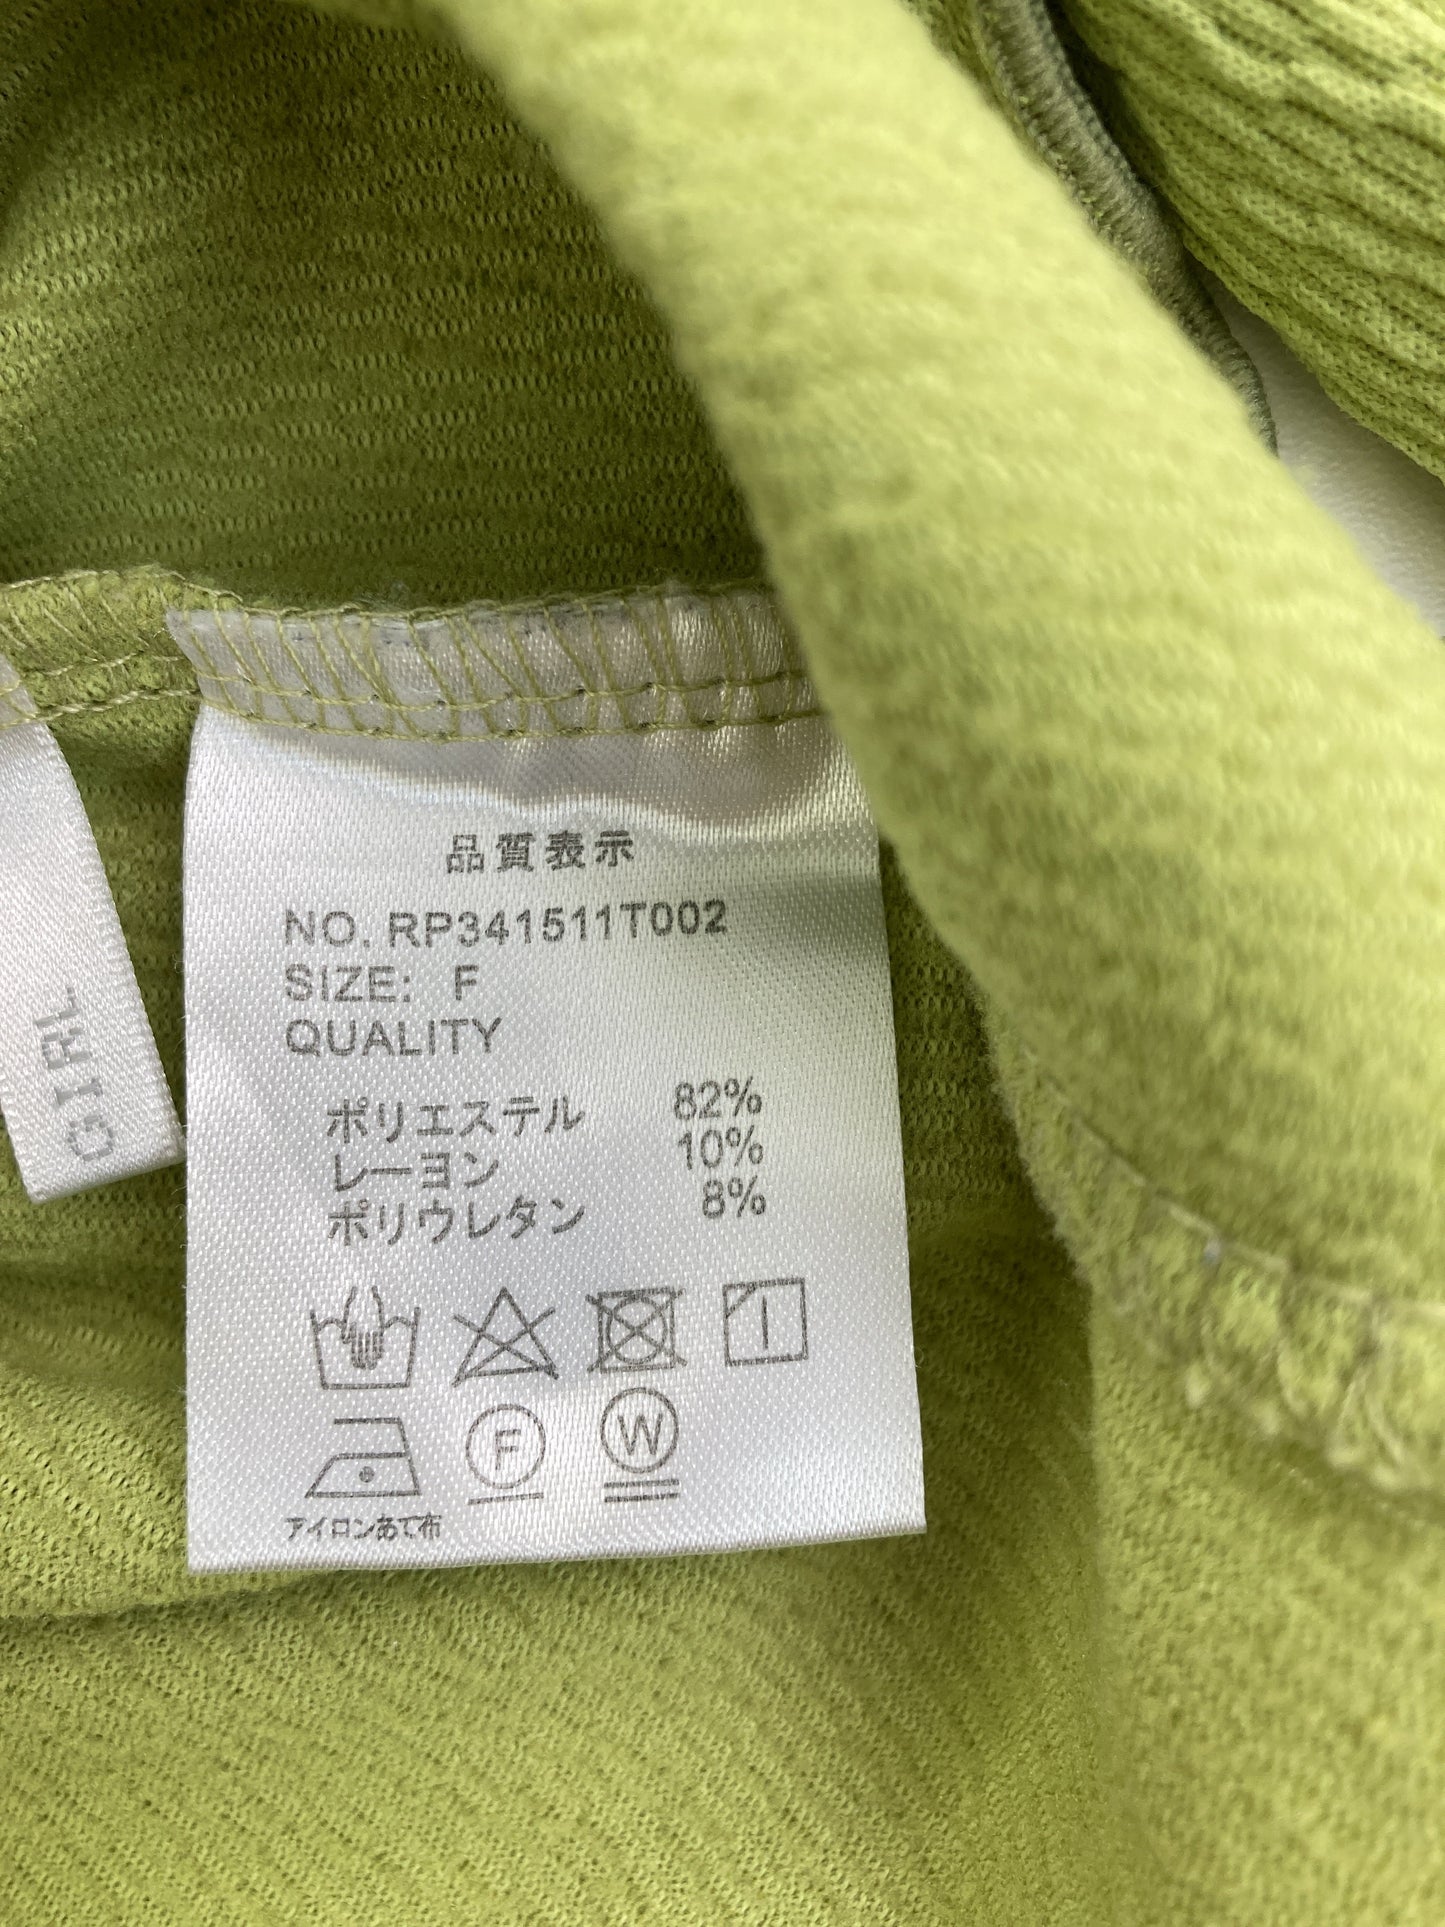 品質表示
NO. RP341511T002
SIZE: F
QUALITY
ポリエステル 82%
レーヨン 10%
ポリウレタン 8%
F
W
アイロンあて布
GIRL